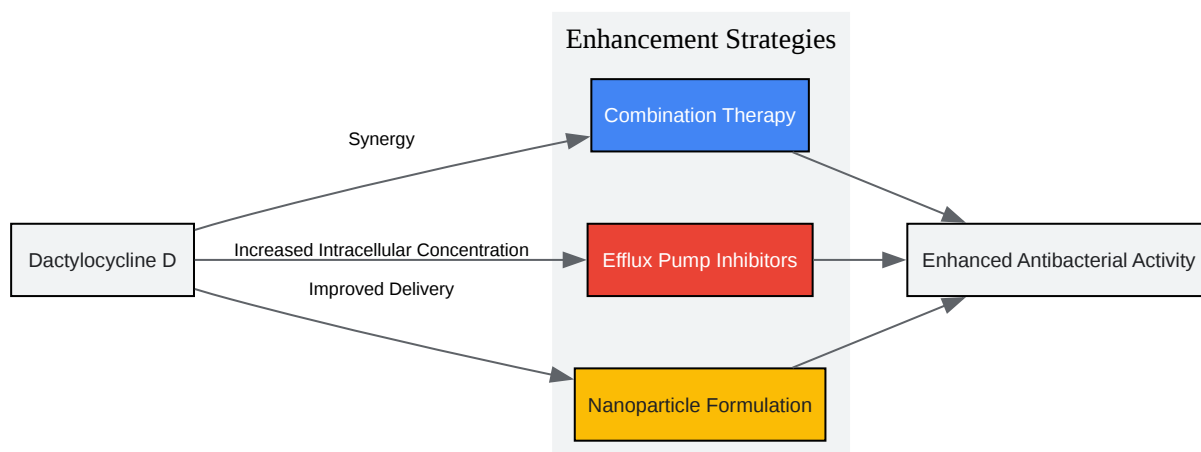 Enhancement Strategies
Combination Therapy
Synergy
Dactylocycline D
Increased Intracellular Concentration
Efflux Pump Inhibitors
Enhanced Antibacterial Activity
Improved Delivery
Nanoparticle Formulation